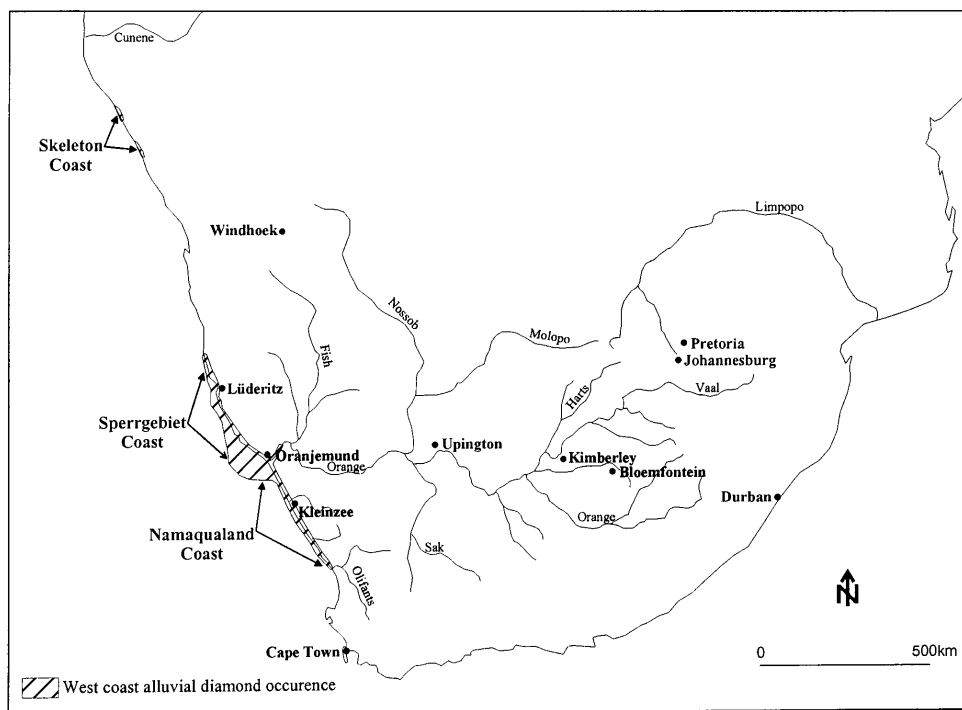 Cunene
Skeleton
Coast
Windhoek
Limpopo
Nossob
Fish
Molopo
Pretoria
Johannesburg
Harts
Vaal
Lüderitz
Sperrgebiet
Coast
Oranjemund
Orange
Upington
Kimberley
Bloemfontein
Durban
Kleinzee
Orange
Namaqualand
Coast
Sak
Olifants
N
Cape Town
0 500km
West coast alluvial diamond occurence